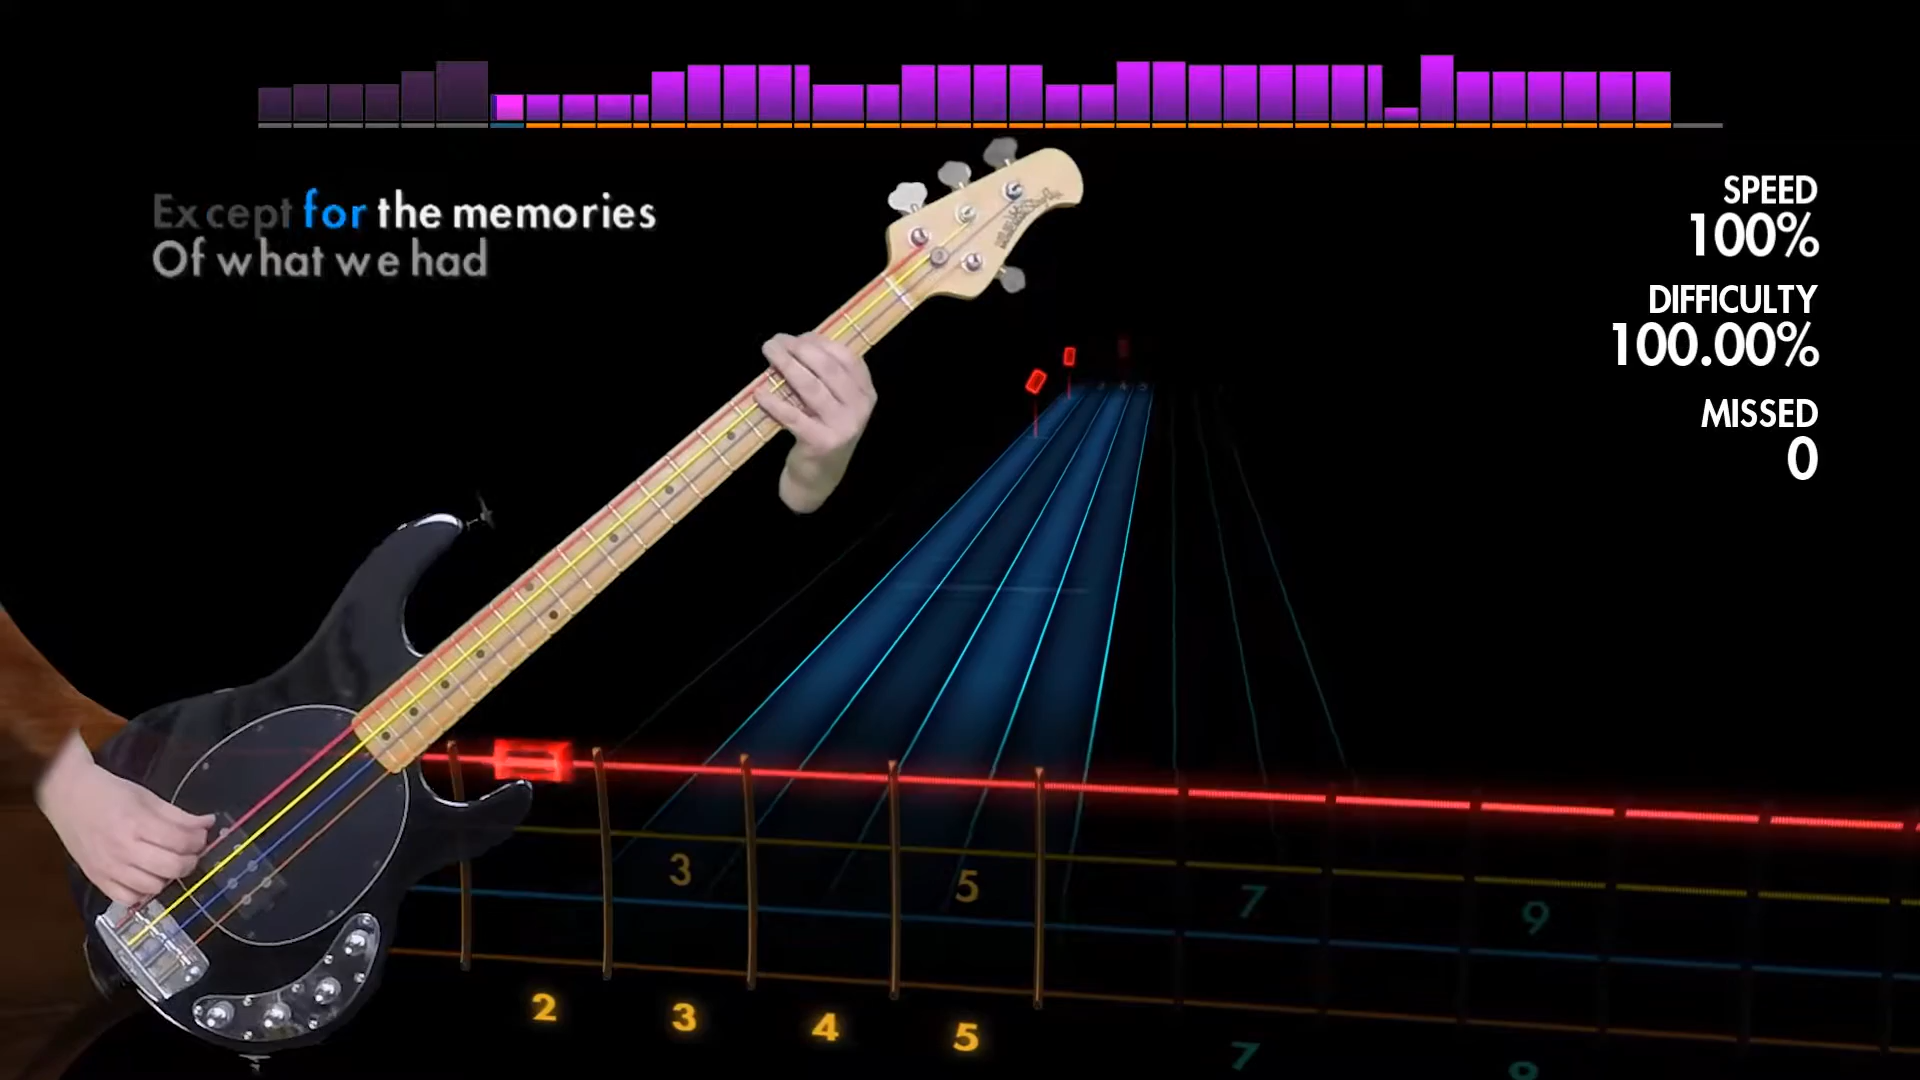 Except for the memories
Of what we had
SPEED
100%
DIFFICULTY
100.00%
MISSED
0
3 5 7 9
2 3 4 5 7 9